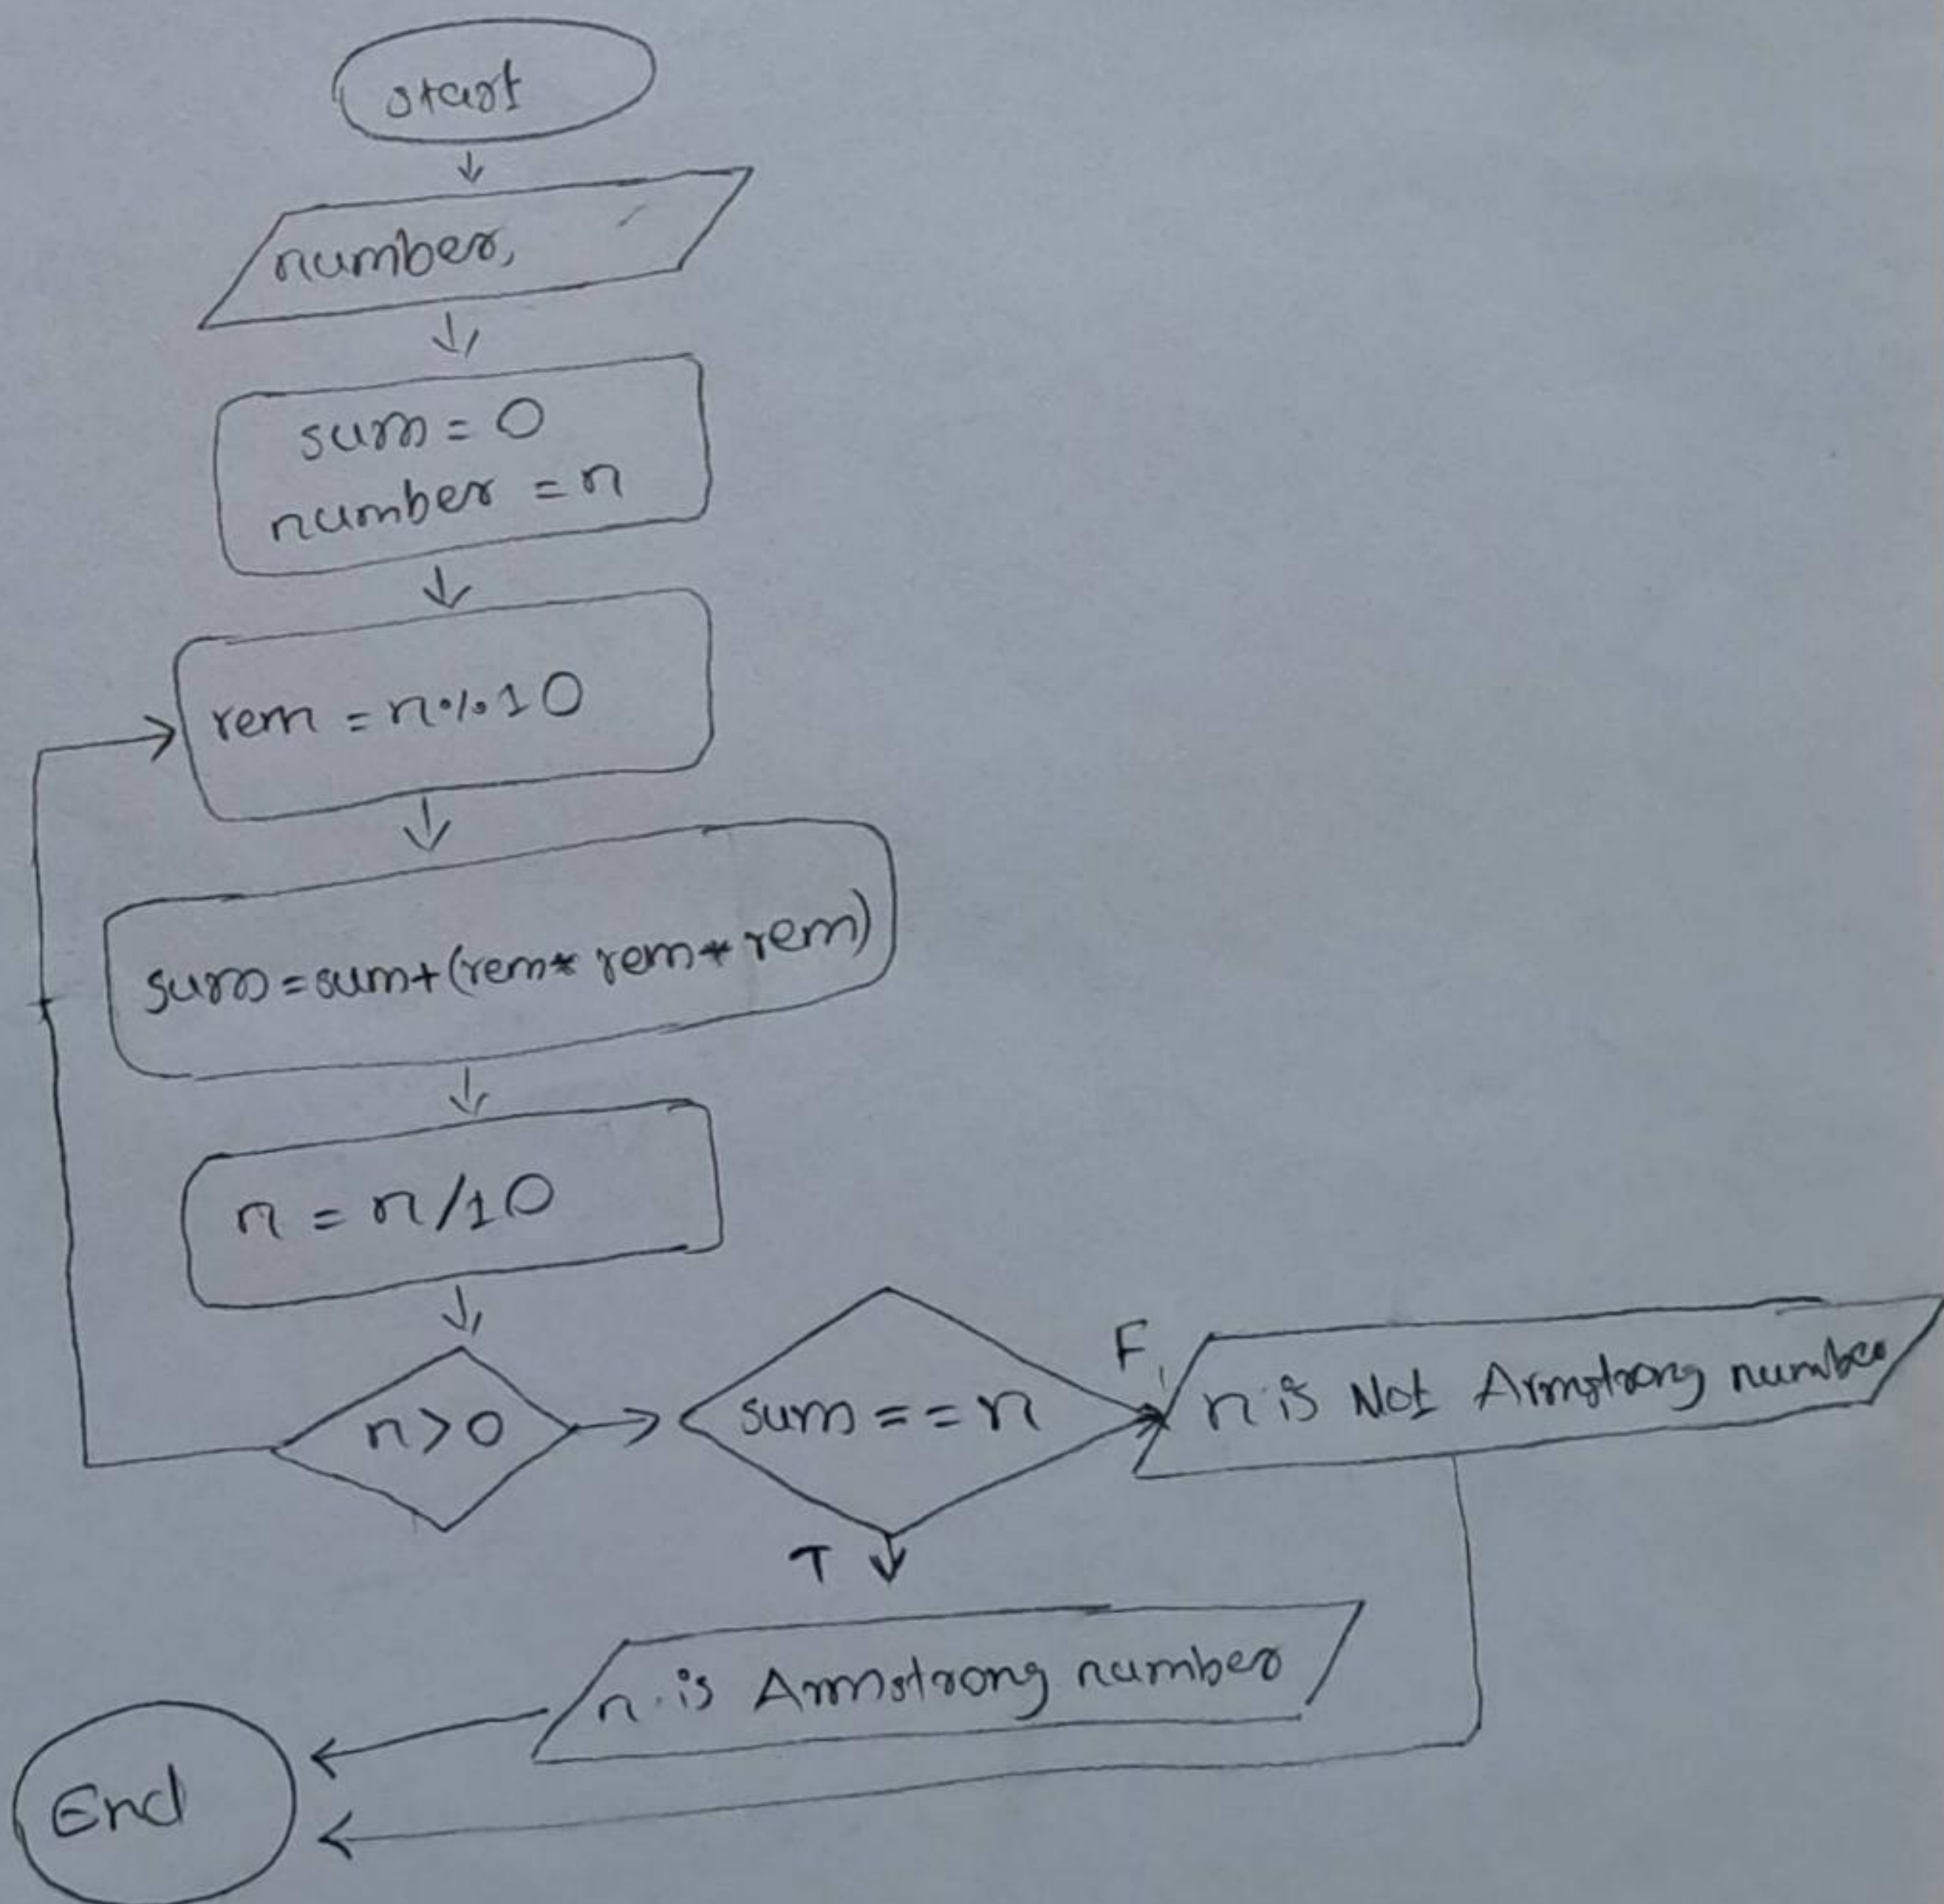 start
number,
sum = 0
number = n
rem = n%10
sum = sum+(rem* rem* rem)
n = n/10
n>0
sum == n
F
n is Not Armstrong number
T
n is Armstrong number
End